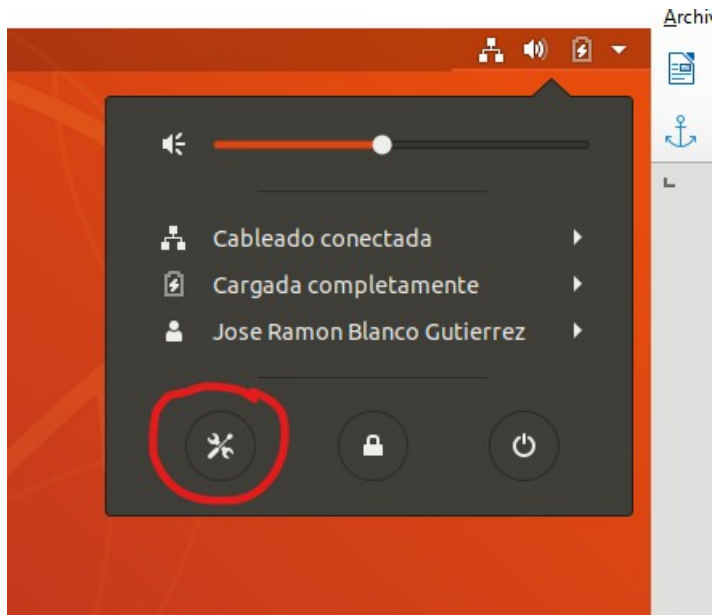 Archiv
Cableado conectada
Cargada completamente
Jose Ramon Blanco Gutierrez